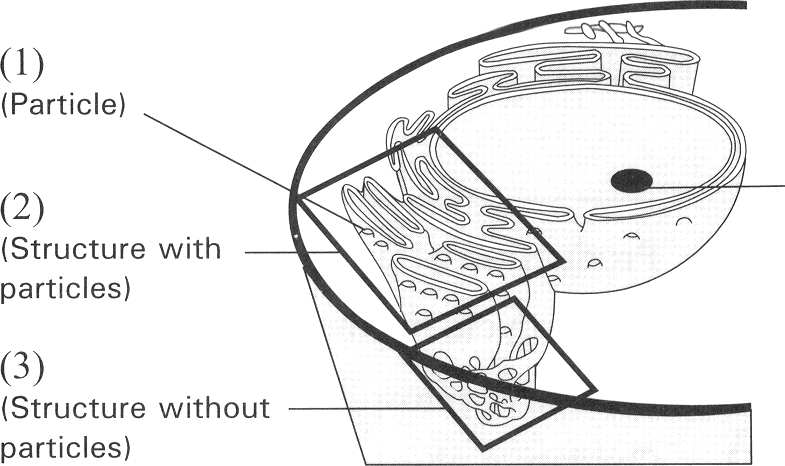 (1)
(Particle)
(2)
(Structure with
particles)
(3)
(Structure without
particles)